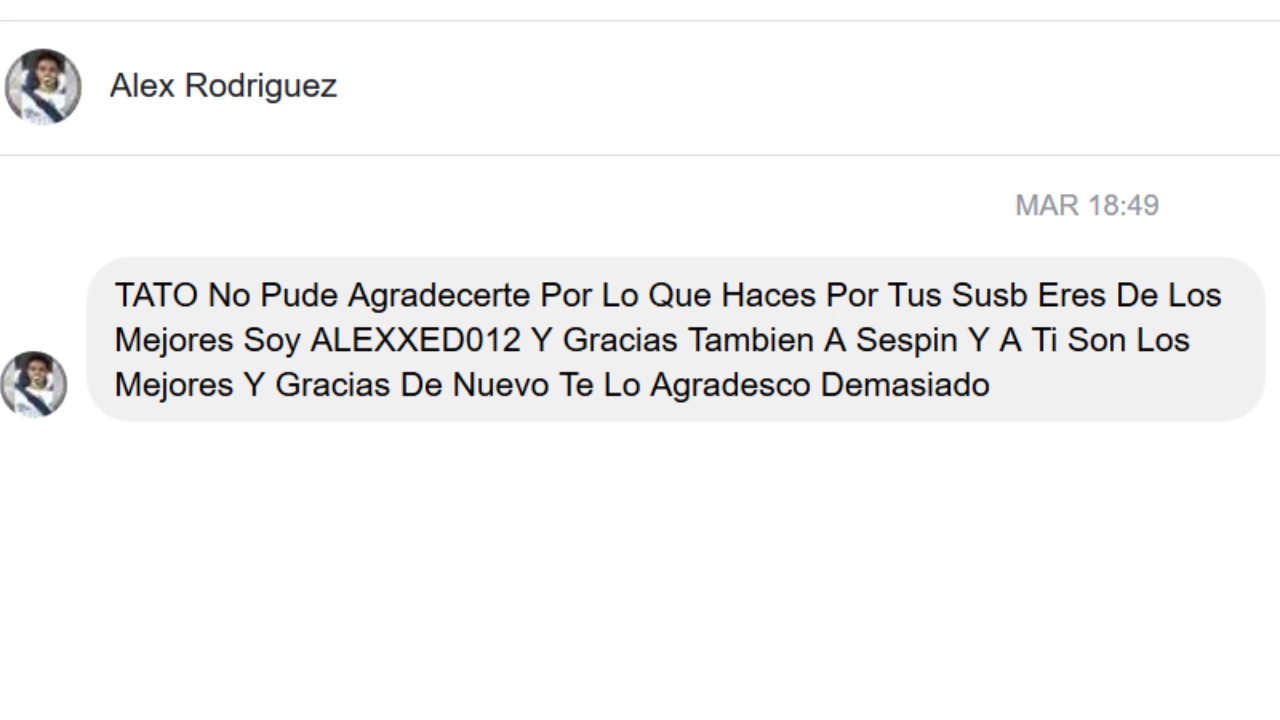 Alex Rodriguez
MAR 18:49
TATO No Pude Agradecerte Por Lo Que Haces Por Tus Susb Eres De Los
Mejores Soy ALEXXED012 Y Gracias Tambien A Sespin Y A Ti Son Los
Mejores Y Gracias De Nuevo Te Lo Agradesco Demasiado